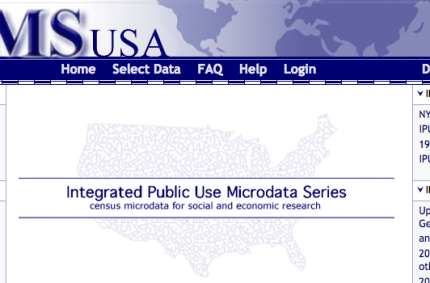 MS USA
Home Select Data FAQ Help Login D
Integrated Public Use Microdata Series
census microdata for social and economic research
NY
IPU
19
IPU
Up
Ge
an
20
oth
20